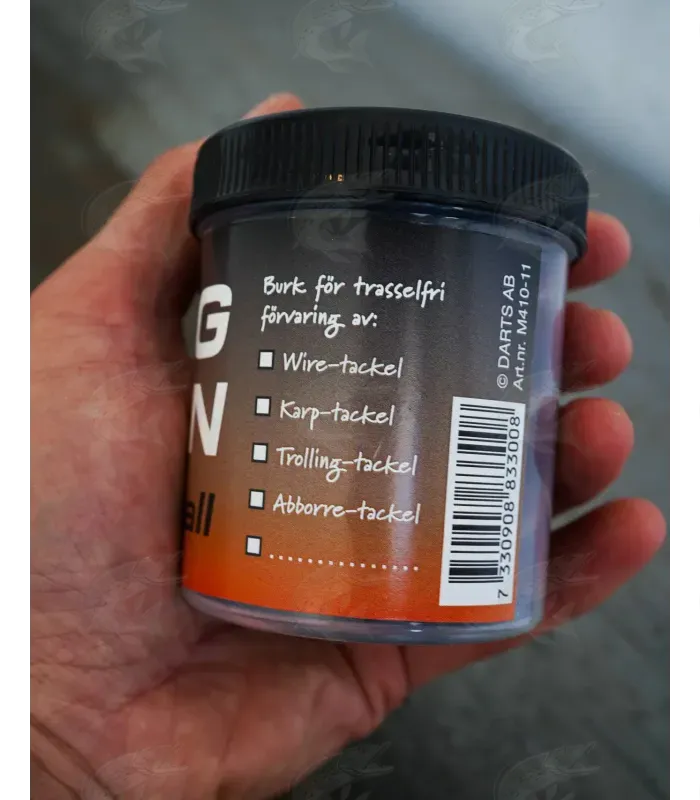 G
N
all
Burk för trasselfri
förvaring av:
Wire-tackel
Karp-tackel
Trolling-tackel
Abborre-tackel
................
© DARTS AB
Art.nr. M410-11
7 330908 833008